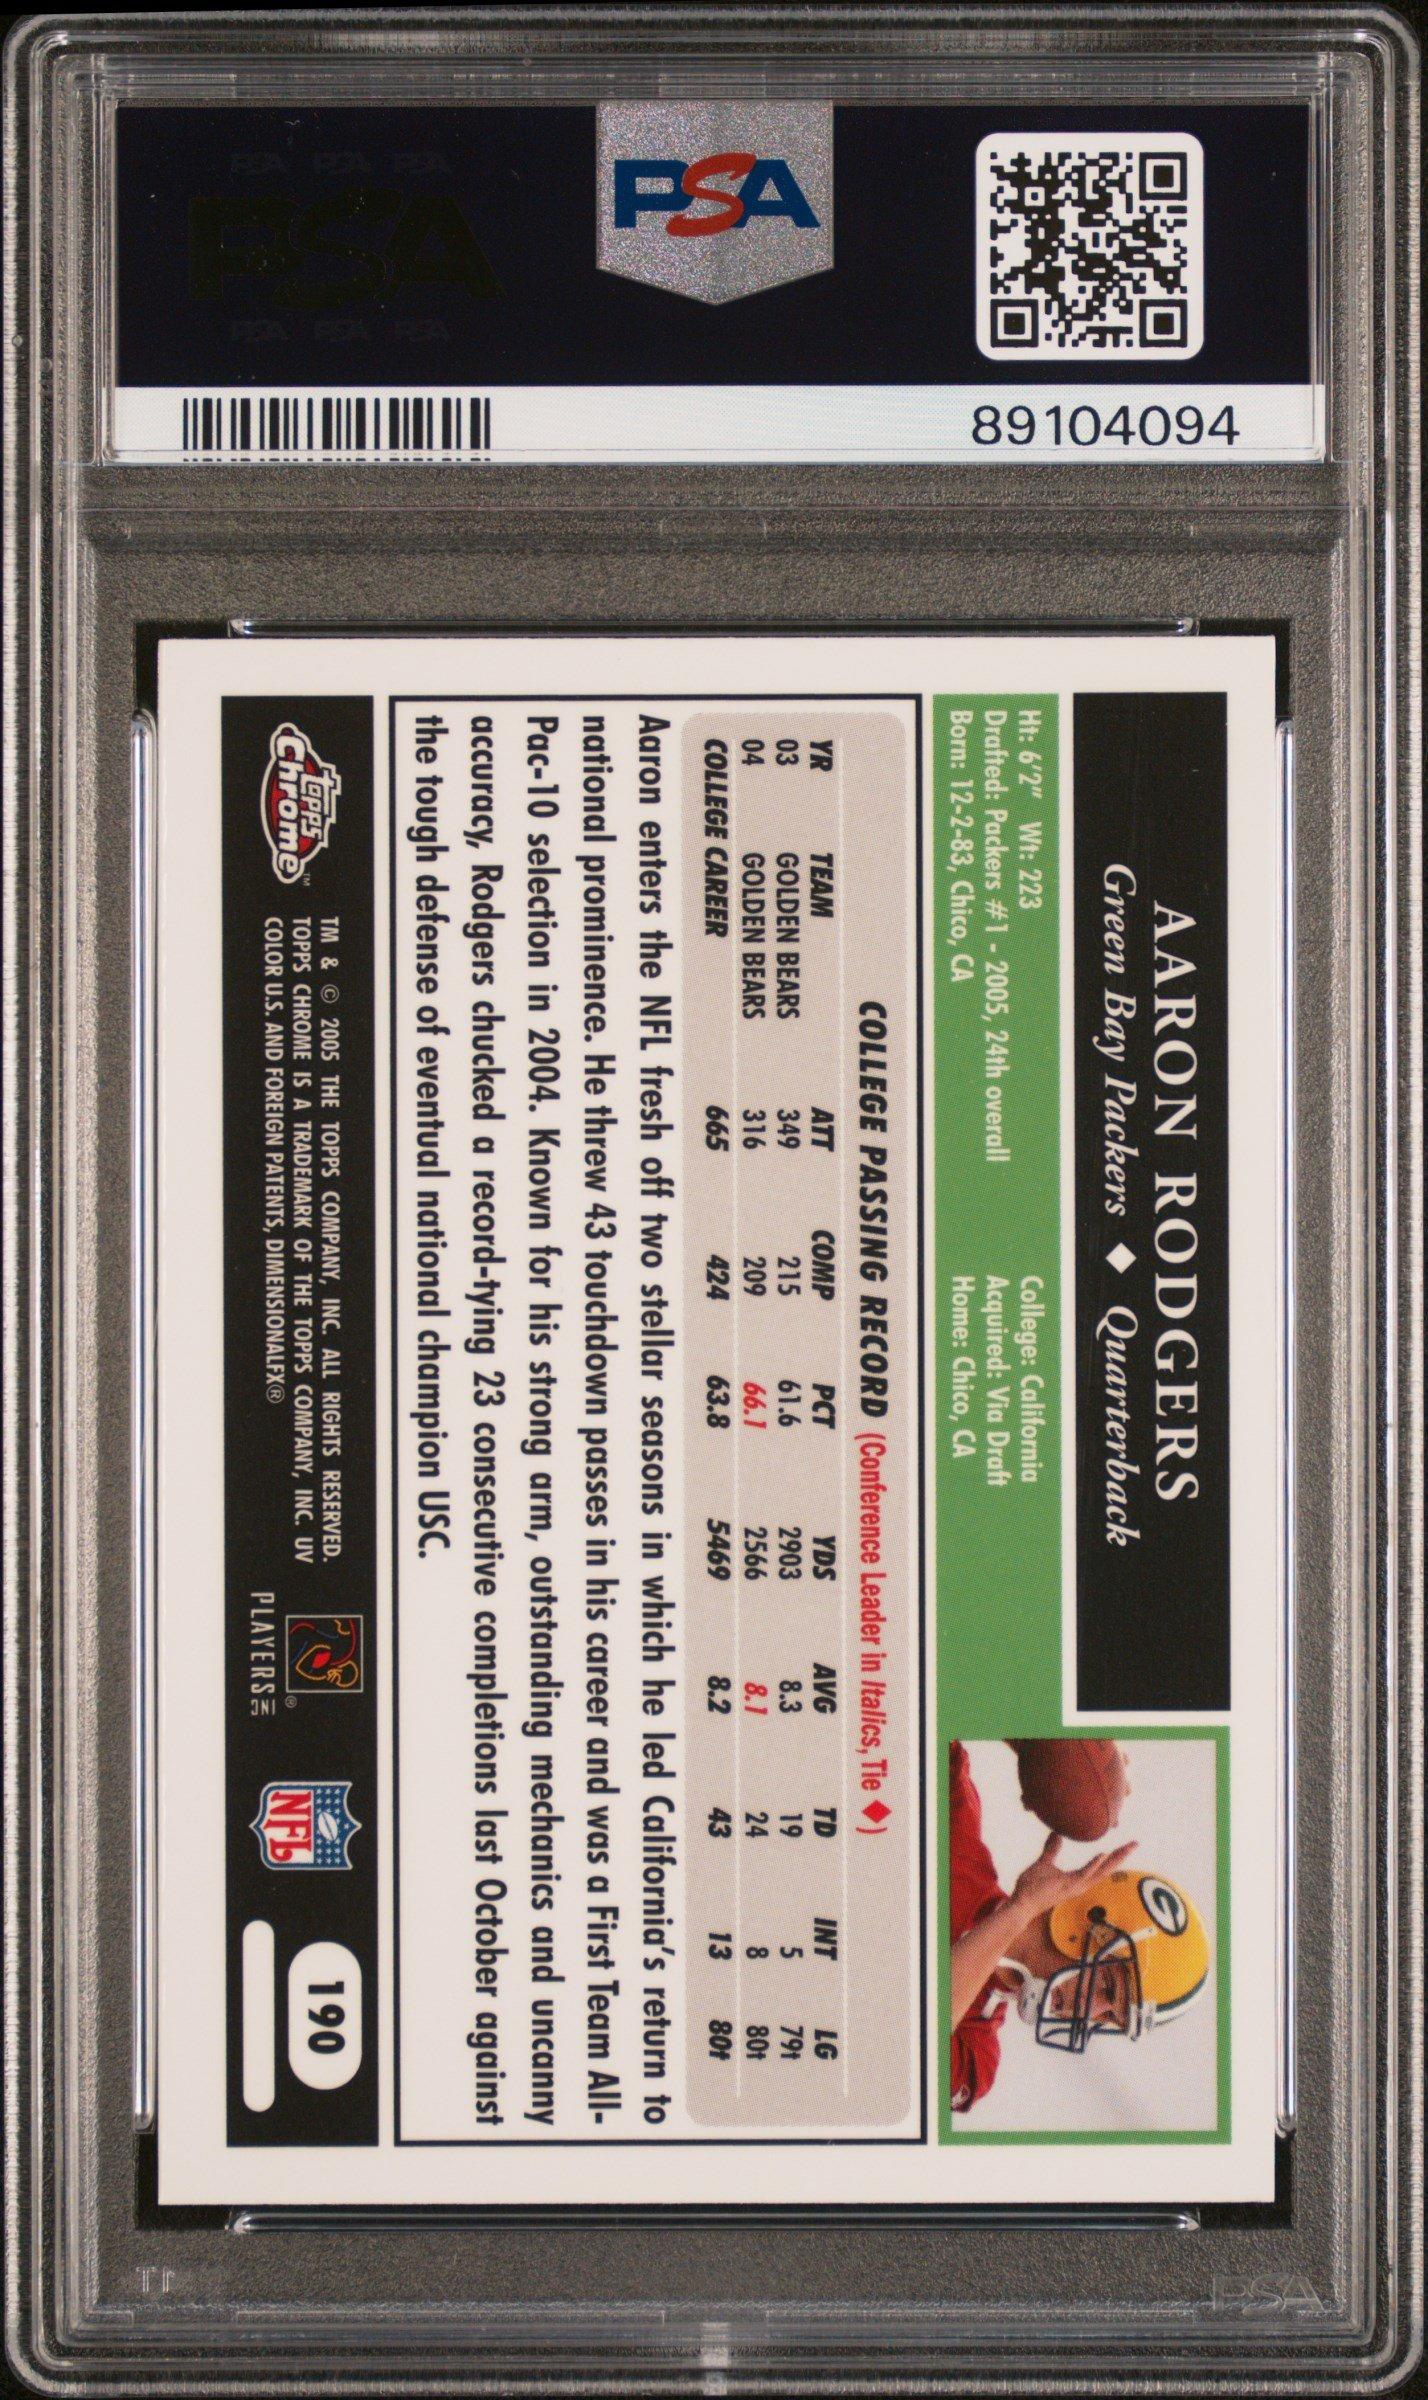 PSA
89104094
AARON RODGERS
Green Bay Packers ♦ Quarterback
Ht: 6'2" Wt: 223 College: California
Drafted: Packers #1 - 2005, 24th overall Acquired: Via Draft
Born: 12-2-83, Chico, CA Home: Chico, CA
COLLEGE PASSING RECORD (Conference Leader in Italics, Tie ♦)
YR TEAM ATT COMP PCT YDS AVG TD INT LG
03 GOLDEN BEARS 349 215 61.6 2903 8.3 19 5 79t
04 GOLDEN BEARS 316 209 66.1 2566 8.1 24 8 80t
COLLEGE CAREER 665 424 63.8 5469 8.2 43 13 80t
Aaron enters the NFL fresh off two stellar seasons in which he led California's return to
national prominence. He threw 43 touchdown passes in his career and was a First Team All-
Pac-10 selection in 2004. Known for his strong arm, outstanding mechanics and uncanny
accuracy, Rodgers chucked a record-tying 23 consecutive completions last October against
the tough defense of eventual national champion USC.
topps Chrome™
TM & © 2005 THE TOPPS COMPANY, INC. ALL RIGHTS RESERVED.
TOPPS CHROME IS A TRADEMARK OF THE TOPPS COMPANY, INC. UV
COLOR U.S. AND FOREIGN PATENTS, DIMENSIONALFX®
PLAYERS INC ®
NFL
190
PSA
PSA PSA PSA
PSA
PSA PSA PSA